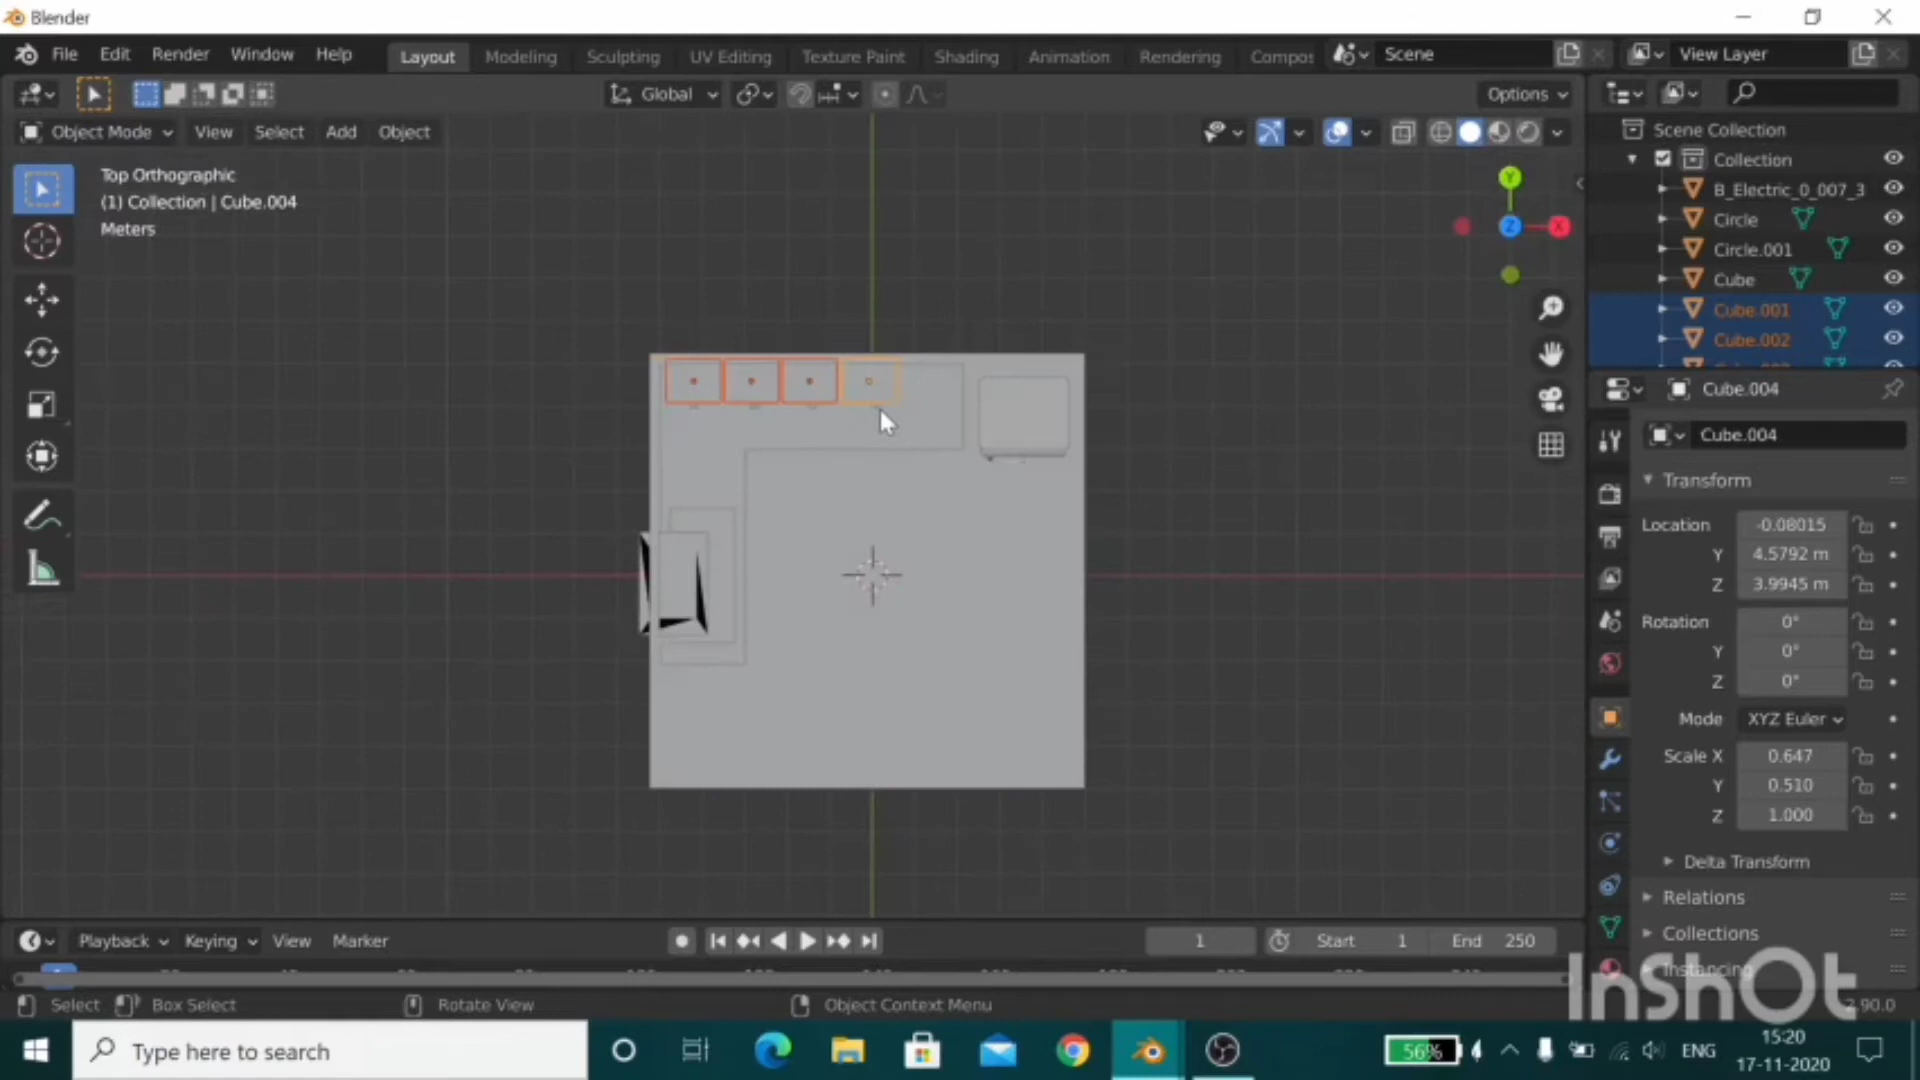 Blender
File Edit Render Window Help Layout Modeling Sculpting UV Editing Texture Paint Shading Animation Rendering Compos Scene View Layer
Global Options
Object Mode View Select Add Object
Top Orthographic
(1) Collection | Cube.004
Meters
Y
Z X
Scene Collection
Collection
B_Electric_0_007_3
Circle
Circle.001
Cube
Cube.001
Cube.002
Cube.004
Cube.004
Transform
Location -0.08015
Y 4.5792 m
Z 3.9945 m
Rotation 0°
Y 0°
Z 0°
Mode XYZ Euler
Scale X 0.647
Y 0.510
Z 1.000
Delta Transform
Relations
Collections
Instancing
Playback Keying View Marker 1 Start 1 End 250
Select Box Select Rotate View Object Context Menu 2.90.0
InShOt
Type here to search 56% ENG 15:20
17-11-2020